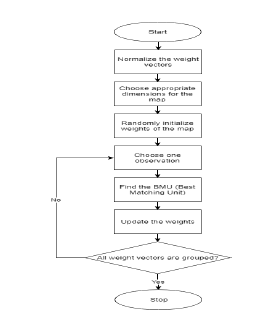 Start
Normalize the weight
vectors
Choose appropriate
dimensions for the
map
Randomly initialize
weights of the map
Choose one
observation
Find the BMU (Best
Matching Unit)
No
Update the weights
All weight vectors are grouped?
Yes
Stop